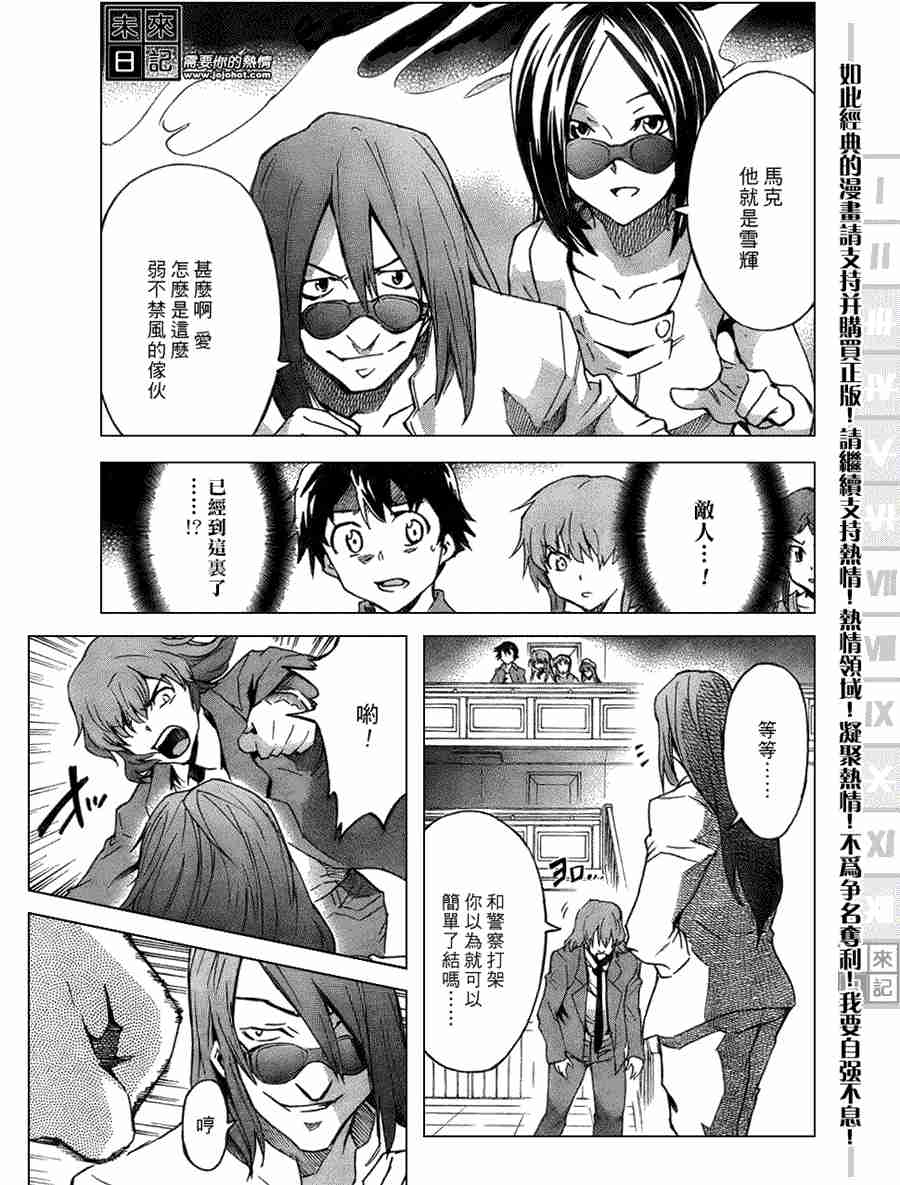 未來
日記
需要你的熱情
www.jojohot.com
馬克
他就是雪輝
甚麼啊 愛
怎麼是這麼
弱不禁風的傢伙
敵人…！
已經到這裏了
……!?
等等……
ヨロ…
和警察打架
你以為就可以
簡單了結嗎……
喲！
オッ
哼
如此經典的漫畫請支持并購買正版！請繼續支持熱情！熱情領域！凝聚熱情！不爲争名奪利！我要自强不息！
I
II
III
IV
V
VI
VII
VIII
IX
X
XI
來
記